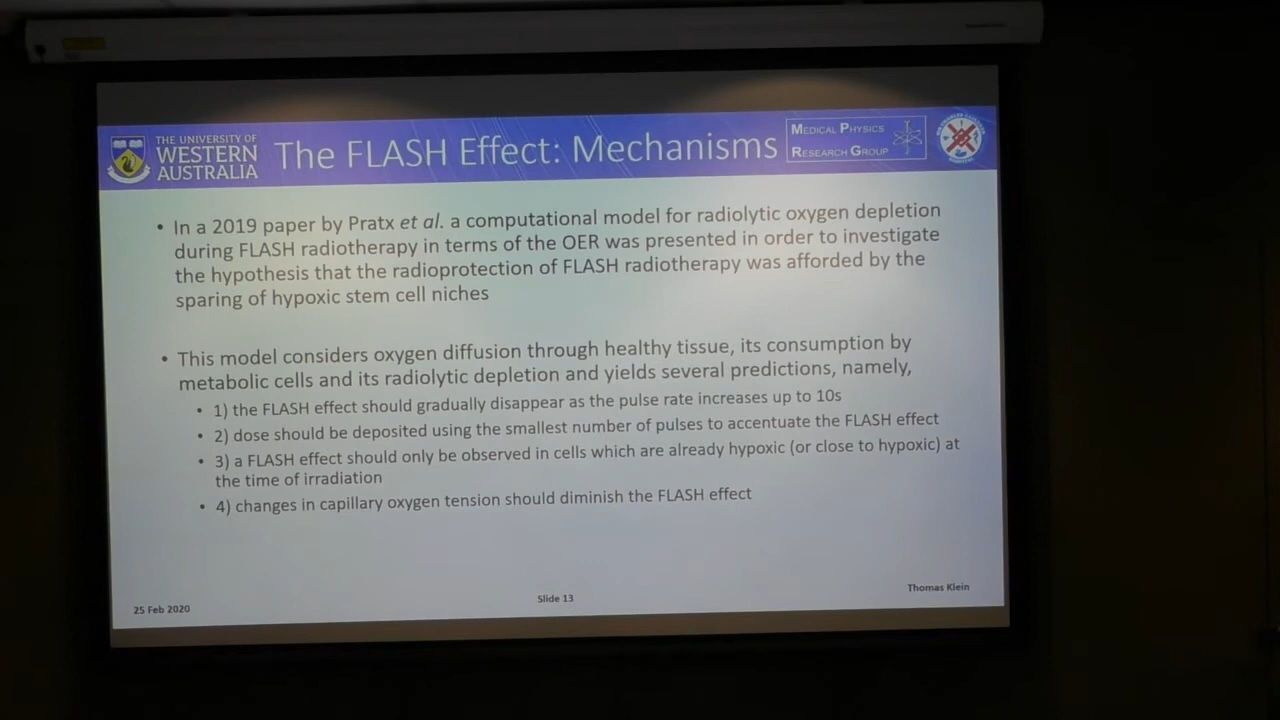 THE UNIVERSITY OF
WESTERN
AUSTRALIA
The FLASH Effect: Mechanisms
MEDICAL PHYSICS
RESEARCH GROUP
• In a 2019 paper by Pratx et al. a computational model for radiolytic oxygen depletion
during FLASH radiotherapy in terms of the OER was presented in order to investigate
the hypothesis that the radioprotection of FLASH radiotherapy was afforded by the
sparing of hypoxic stem cell niches
• This model considers oxygen diffusion through healthy tissue, its consumption by
metabolic cells and its radiolytic depletion and yields several predictions, namely,
• 1) the FLASH effect should gradually disappear as the pulse rate increases up to 10s
• 2) dose should be deposited using the smallest number of pulses to accentuate the FLASH effect
• 3) a FLASH effect should only be observed in cells which are already hypoxic (or close to hypoxic) at
the time of irradiation
• 4) changes in capillary oxygen tension should diminish the FLASH effect
25 Feb 2020
Slide 13
Thomas Klein